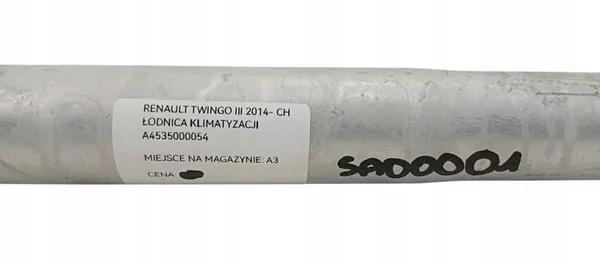 RENAULT TWINGO III 2014- CH
ŁODNICA KLIMATYZACJI
A4535000054
MIEJSCE NA MAGAZYNIE: A3
CENA:
SA00001